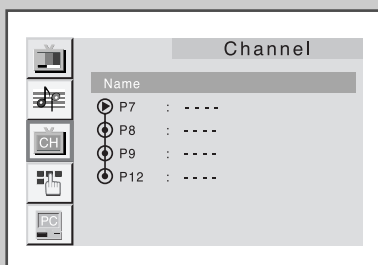 Channel
Name
P7 : - - - -
P8 : - - - -
CH
P9 : - - - -
P12 : - - - -
PC